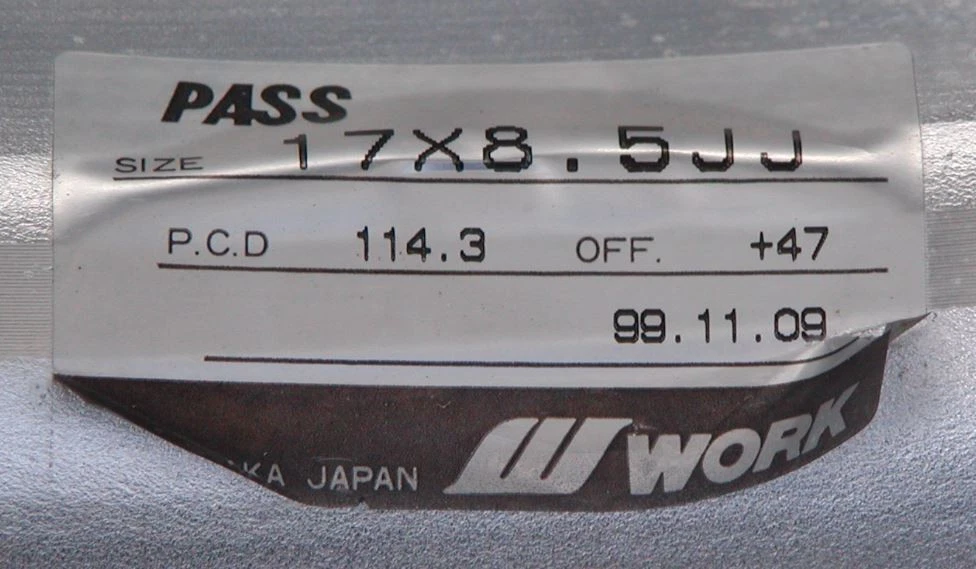 PASS
SIZE 17X8.5JJ
P.C.D 114.3 OFF. +47
99.11.09
JAPAN WORK